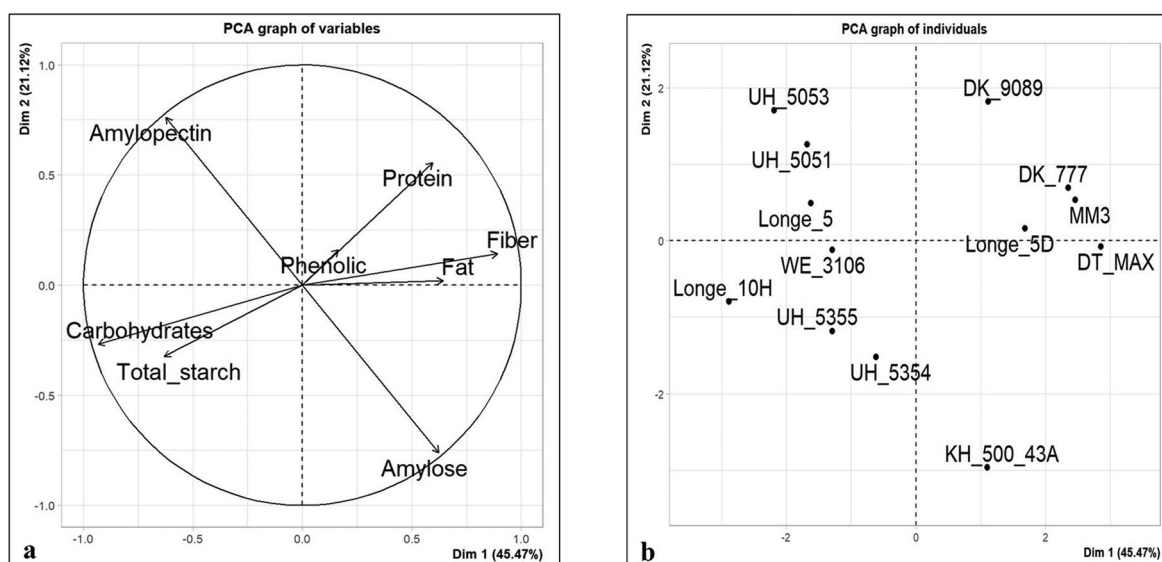 PCA graph of variables
Dim 2 (21.12%)
1.0
0.5
0.0
-0.5
-1.0
Amylopectin
Protein
Fiber
Phenolic
Fat
Carbohydrates
Total_starch
Amylose
-1.0 -0.5 0.0 0.5 1.0
a
Dim 1 (45.47%)
PCA graph of individuals
Dim 2 (21.12%)
2
0
-2
UH_5053
DK_9089
UH_5051
DK_777
Longe_5
MM3
Longe_5D
WE_3106
DT_MAX
Longe_10H
UH_5355
UH_5354
KH_500_43A
-2 0 2
b
Dim 1 (45.47%)